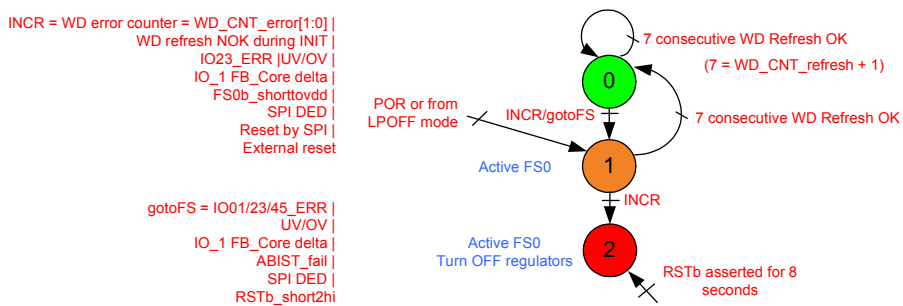 INCR = WD error counter = WD_CNT_error[1:0] |
WD refresh NOK during INIT |
IO23_ERR |UV/OV |
IO_1 FB_Core delta |
FS0b_shorttovdd |
SPI DED |
Reset by SPI |
External reset
7 consecutive WD Refresh OK
(7 = WD_CNT_refresh + 1)
0
POR or from
LPOFF mode
INCR/gotoFS
7 consecutive WD Refresh OK
Active FS0
1
INCR
gotoFS = IO01/23/45_ERR |
UV/OV |
IO_1 FB_Core delta |
ABIST_fail |
SPI DED |
RSTb_short2hi
Active FS0
Turn OFF regulators
2
RSTb asserted for 8
seconds